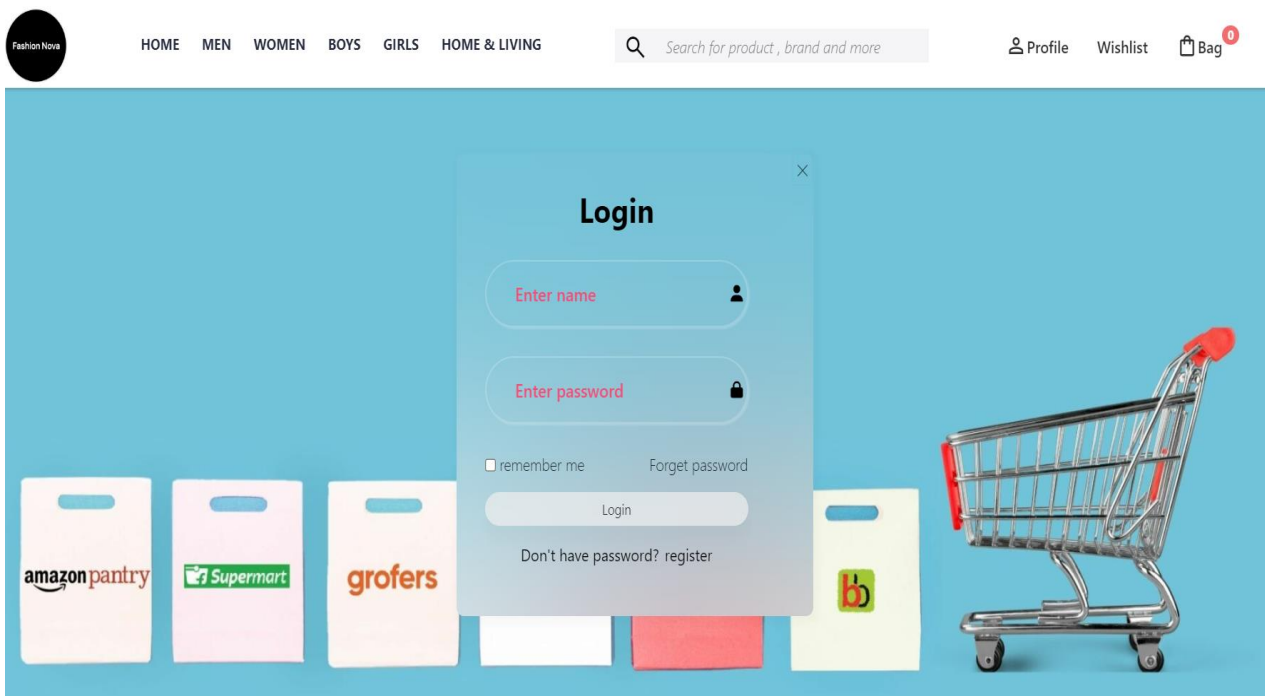 Fashion Nova
HOME MEN WOMEN BOYS GIRLS HOME & LIVING
Search for product , brand and more
Profile Wishlist Bag 0
Login
Enter name
Enter password
remember me Forget password
Login
Don't have password? register
amazon pantry
Supermart
grofers
bb